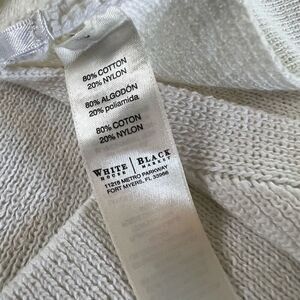 80% COTTON
20% NYLON
80% ALGODÓN
20% poliamida
80% COTTON
20% NYLON
WHITE | BLACK
HOUSE | MARKET
11215 METRO PARKWAY
FORT MYERS, FL 33966